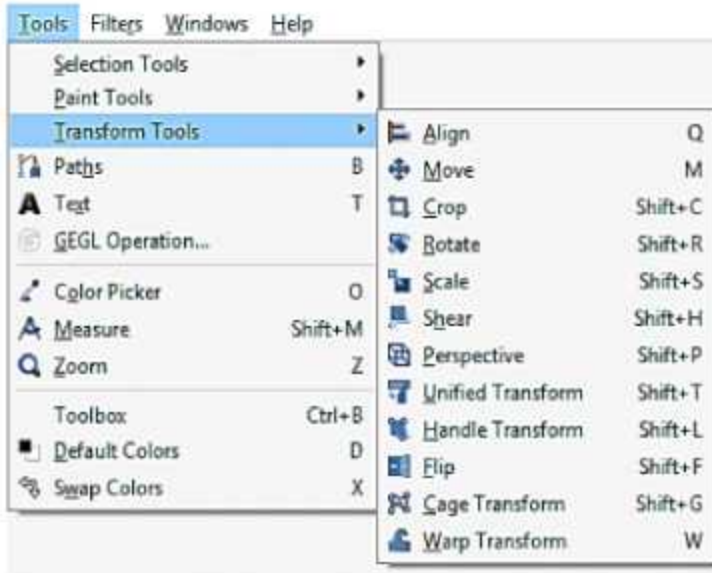 Tools Filters Windows Help
Selection Tools
Paint Tools
Transform Tools
Paths B
Text T
GEGL Operation...
Color Picker O
Measure Shift+M
Zoom Z
Toolbox Ctrl+B
Default Colors D
Swap Colors X
Align Q
Move M
Crop Shift+C
Rotate Shift+R
Scale Shift+S
Shear Shift+H
Perspective Shift+P
Unified Transform Shift+T
Handle Transform Shift+L
Flip Shift+F
Cage Transform Shift+G
Warp Transform W